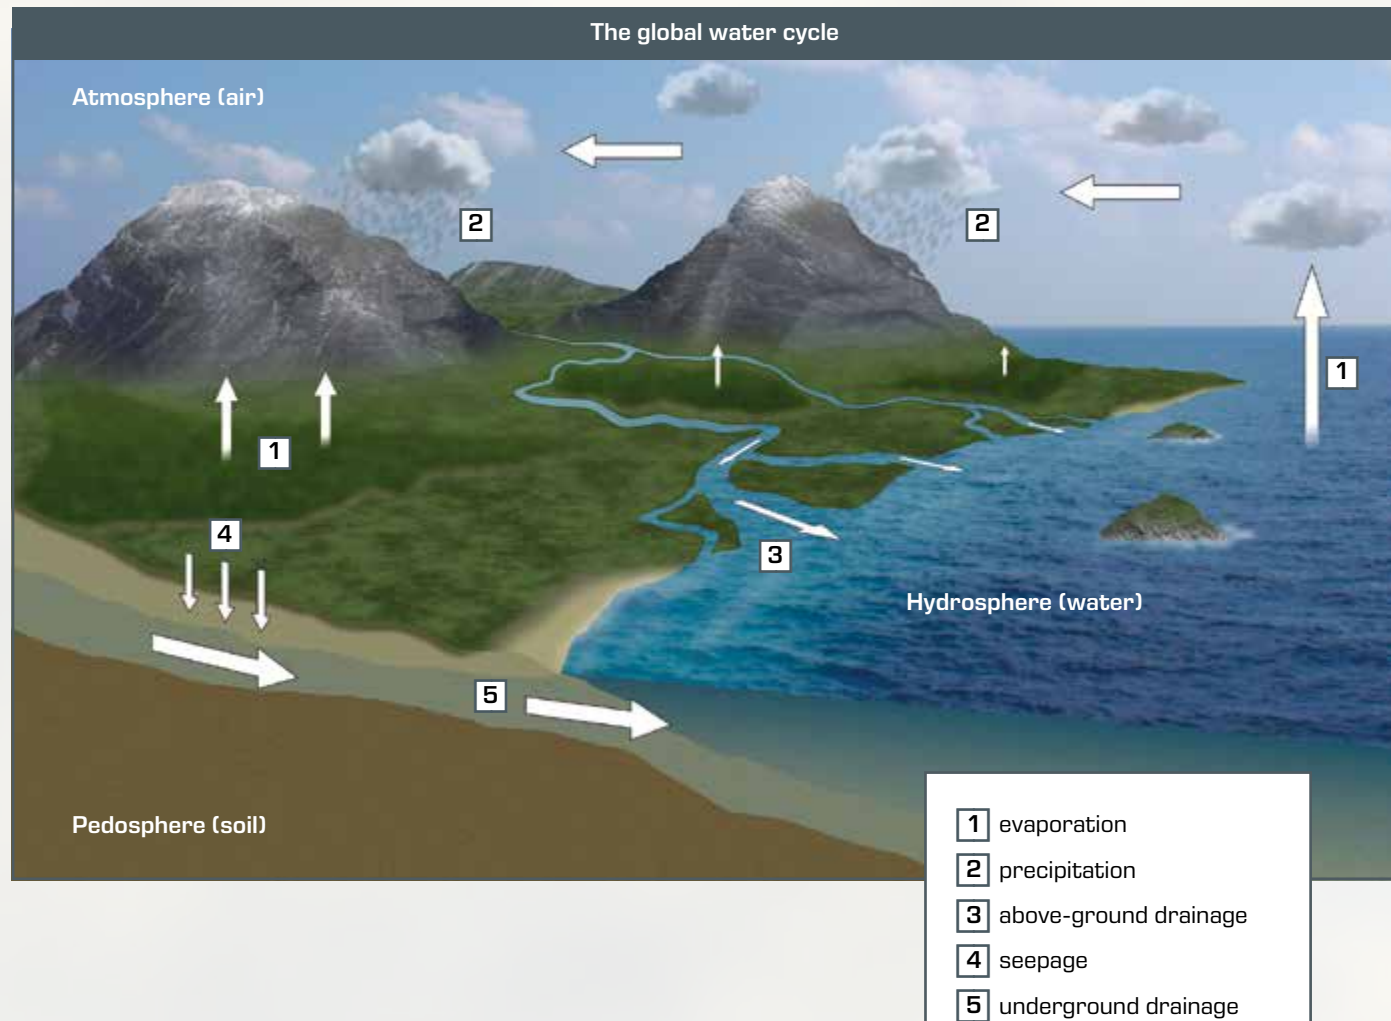 The global water cycle
Atmosphere (air)
2
2
1
1
4
3
Hydrosphere (water)
5
Pedosphere (soil)
1 evaporation
2 precipitation
3 above-ground drainage
4 seepage
5 underground drainage